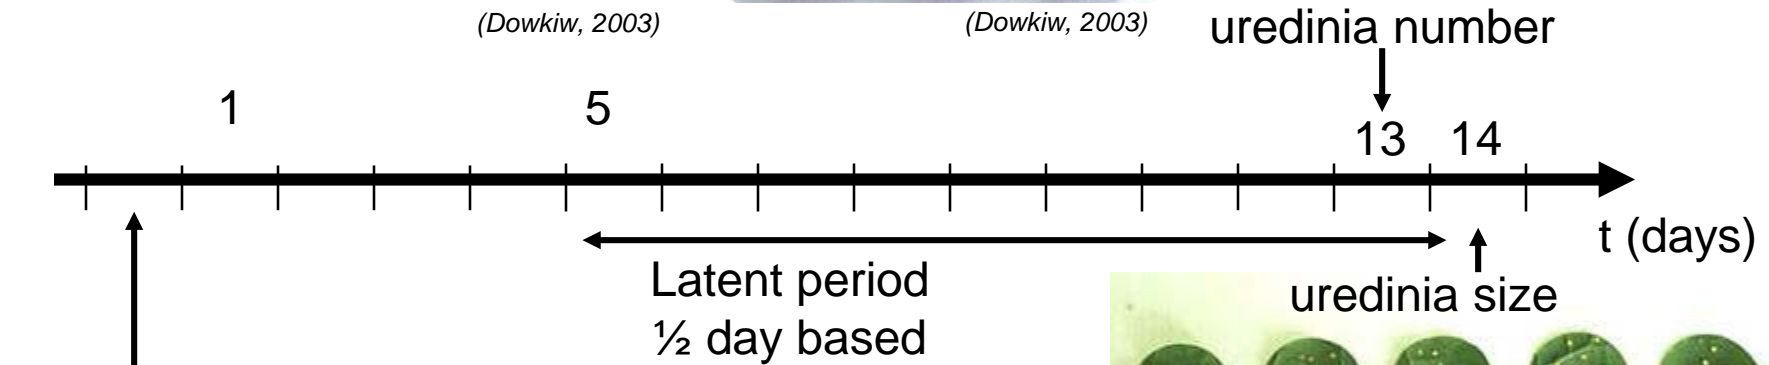 (Dowkiw, 2003)
(Dowkiw, 2003)
uredinia number
1
5
13
14
t (days)
Latent period
½ day based
uredinia size